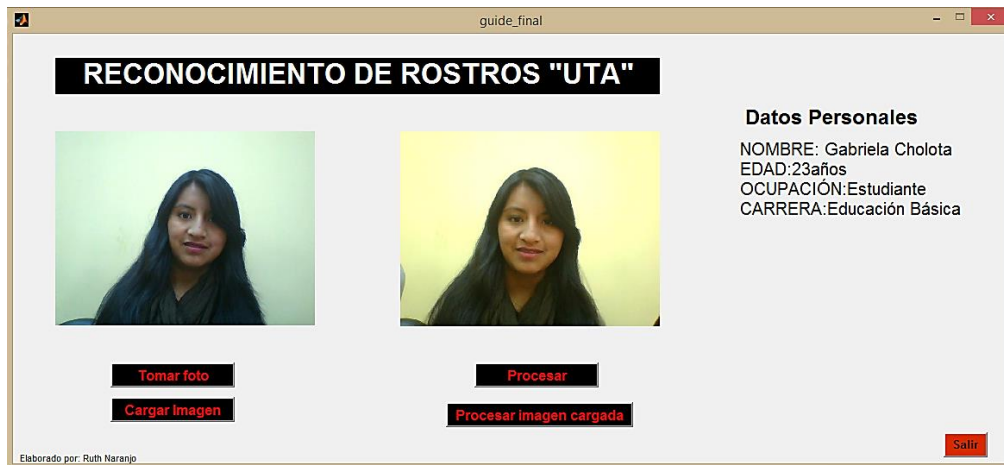 guide_final
RECONOCIMIENTO DE ROSTROS "UTA"
Datos Personales
NOMBRE: Gabriela Cholota
EDAD:23años
OCUPACIÓN:Estudiante
CARRERA:Educación Básica
Tomar foto
Procesar
Cargar Imagen
Procesar imagen cargada
Salir
Elaborado por: Ruth Naranjo